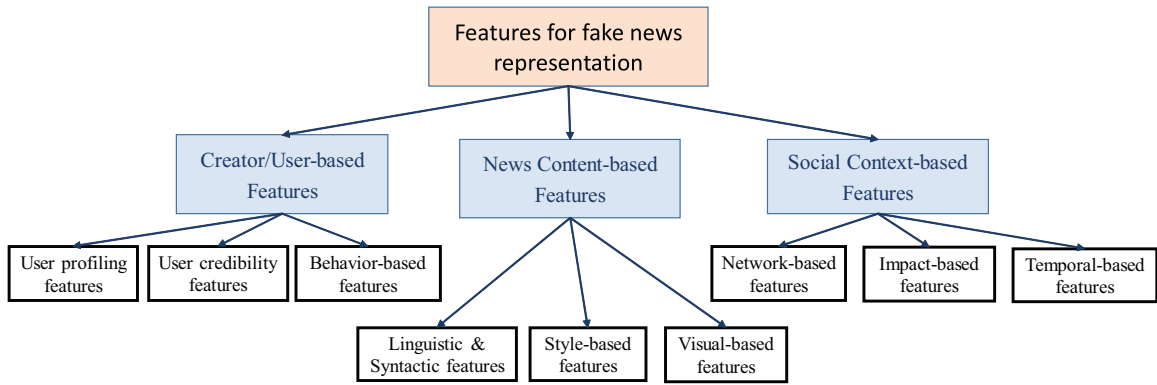 Features for fake news
representation
Creator/User-based
Features
News Content-based
Features
Social Context-based
Features
User profiling
features
User credibility
features
Behavior-based
features
Network-based
features
Impact-based
features
Temporal-based
features
Linguistic &
Syntactic features
Style-based
features
Visual-based
features